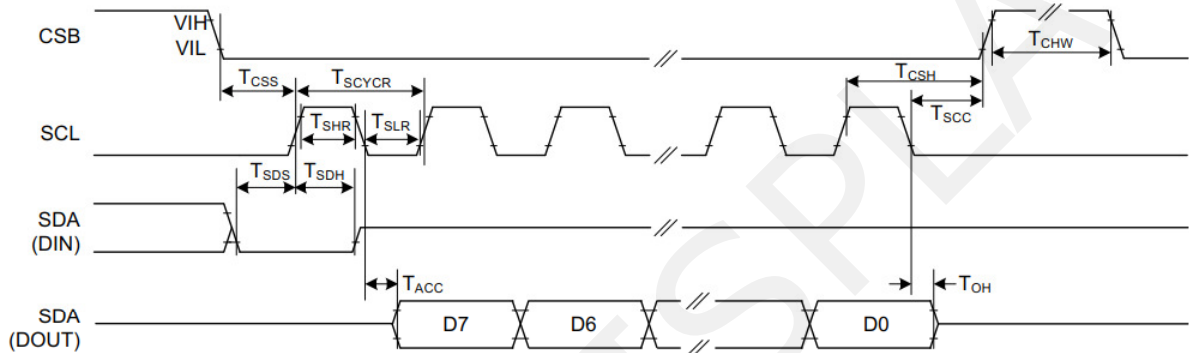 CSB
VIH
VIL
TCSS
TSCYCR
TCSH
TCHW
TSCC
SCL
TSHR
TSLR
TSDS
TSDH
SDA
(DIN)
TACC
TOH
SDA
(DOUT)
D7
D6
D0